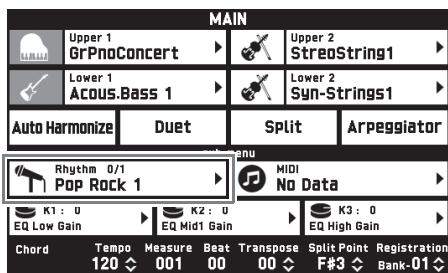 MAIN
Upper 1
GrPnoConcert
Upper 2
StreoString1
Lower 1
Acous.Bass 1
Lower 2
Syn-Strings1
Auto Harmonize Duet Split Arpeggiator
menu
Rhythm 0/1
Pop Rock 1
MIDI
No Data
K1: 0
EQ Low Gain
K2: 0
EQ Mid1 Gain
K3: 0
EQ High Gain
Chord Tempo Measure Beat Transpose Split Point Registration
120 001 00 00 F#3 Bank-01